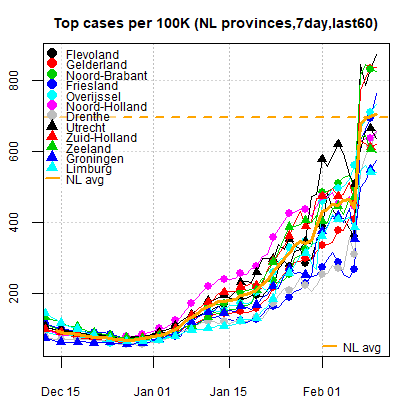 Top cases per 100K (NL provinces,7day,last60)
800
600
400
200
Flevoland
Gelderland
Noord-Brabant
Friesland
Overijssel
Noord-Holland
Drenthe
Utrecht
Zuid-Holland
Zeeland
Groningen
Limburg
NL avg
NL avg
Dec 15 Jan 01 Jan 15 Feb 01